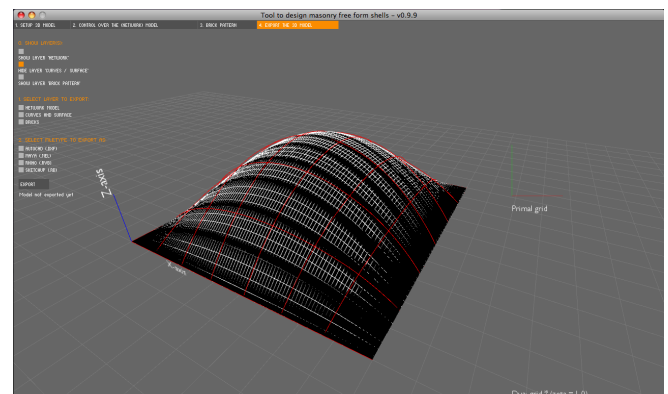 Tool to design masonry free form shells - v0.9.9
1. SETUP 3D MODEL
2. CONTROL OVER THE (NETWORK) MODEL
3. BRICK PATTERN
4. EXPORT THE 3D MODEL
0. SHOW LAYERS:
SHOW LAYER 'NETWORK'
HIDE LAYER 'CURVES / SURFACE'
SHOW LAYER 'BRICK PATTERN'
1. SELECT LAYER TO EXPORT:
NETWORK MODEL
CURVES AND SURFACE
BRICKS
2. SELECT FILETYPE TO EXPORT AS:
AUTOCAD (.DXF)
MAYA (.MEL)
RHINO (.RVB)
SKETCHUP (.RB)
EXPORT
Model not exported yet
Z-axis
Primal grid